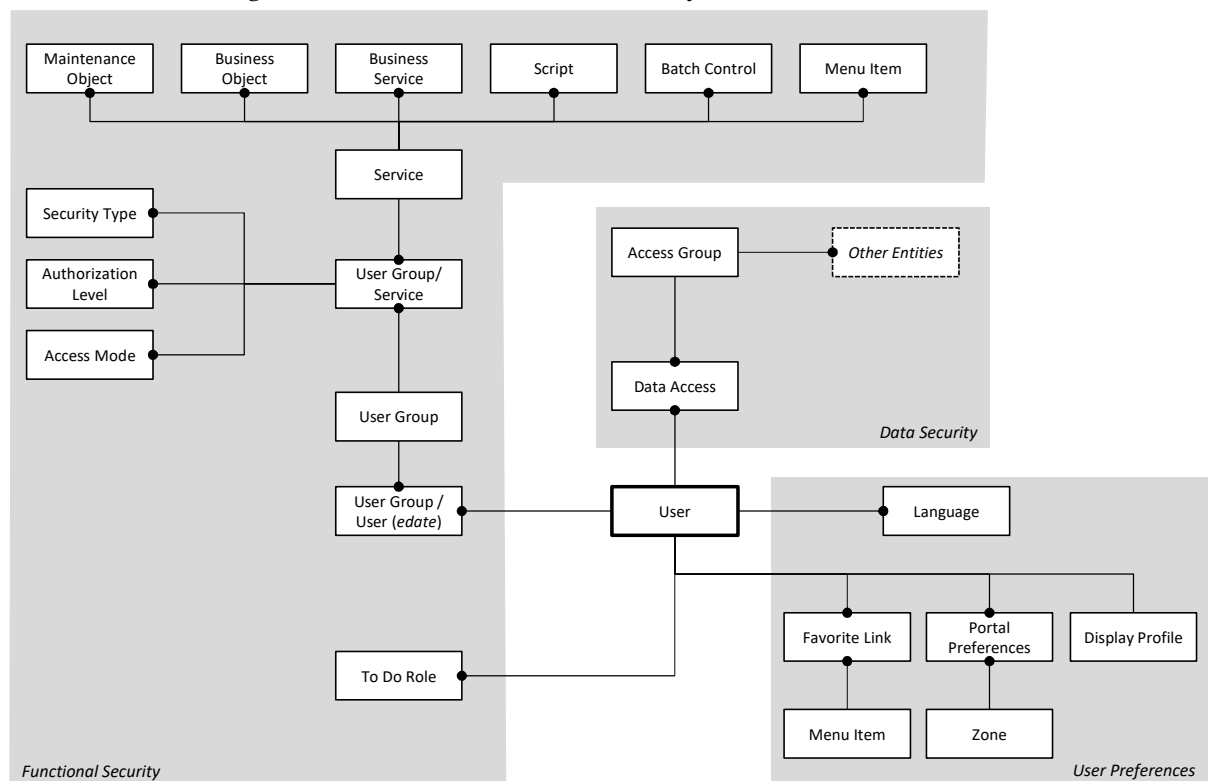 Maintenance
Object
Business
Object
Business
Service
Script
Batch Control
Menu Item
Service
Security Type
Access Group
Other Entities
Authorization
Level
User Group/
Service
Access Mode
Data Access
User Group
Data Security
User Group /
User (edate)
User
Language
Favorite Link
Portal
Preferences
Display Profile
To Do Role
Menu Item
Zone
Functional Security
User Preferences